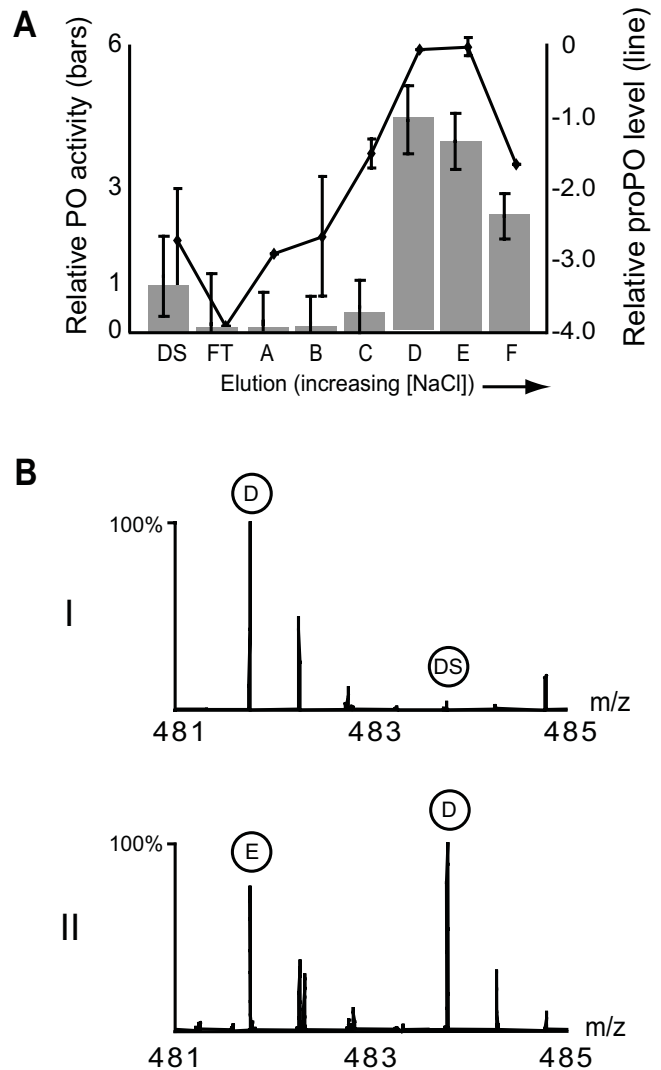 A
Relative PO activity (bars)
6
3
1
0
0
-1.0
-2.0
-3.0
-4.0
Relative proPO level (line)
DS FT A B C D E F
Elution (increasing [NaCl])
B
I
D
100%
DS
m/z
481 483 485
II
D
E
100%
m/z
481 483 485